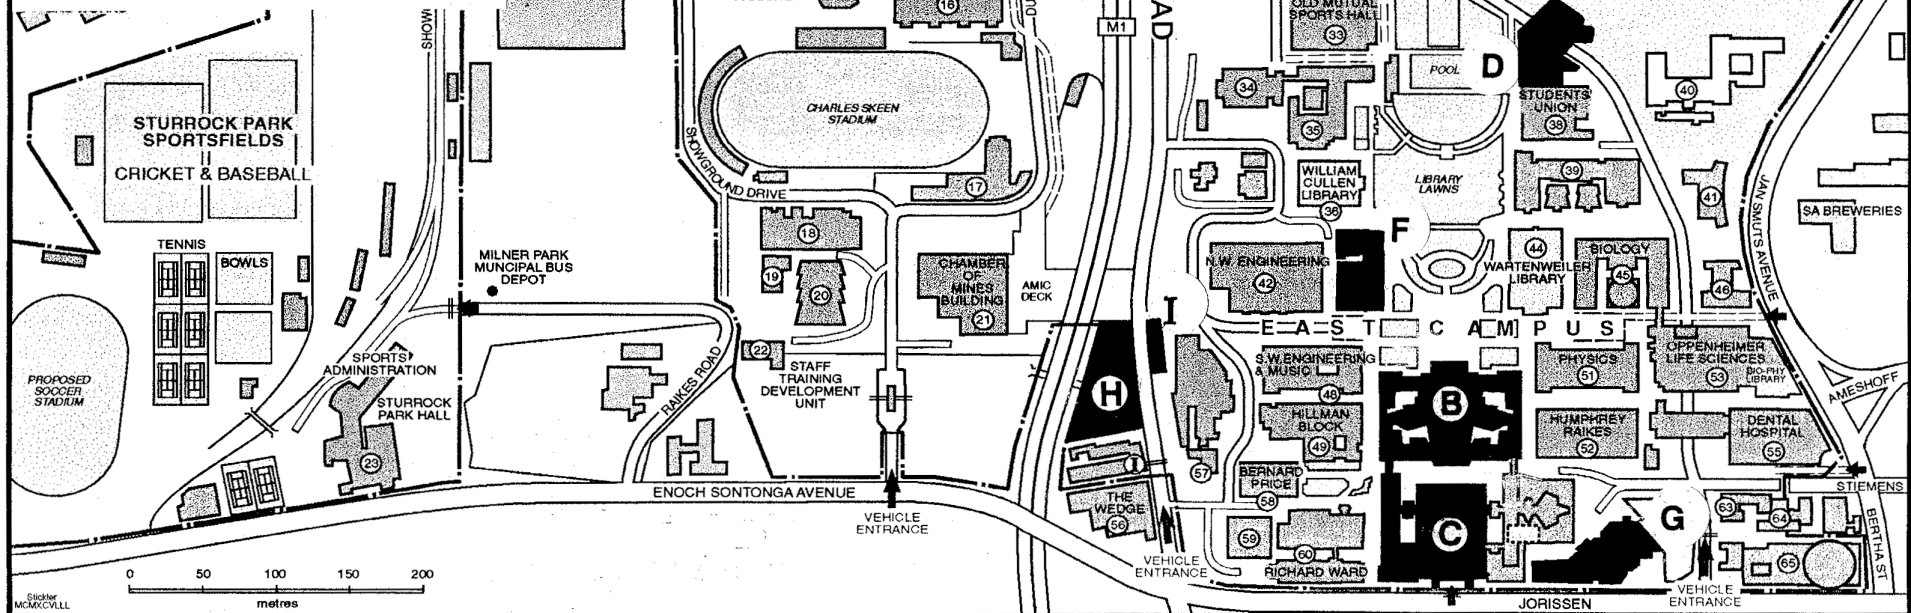 16
M1
AD
OLD MUTUAL
SPORTS HALL
33
POOL
D
34
35
STUDENTS
UNION
38
40
CHARLES SKEEN
STADIUM
STURROCK PARK
SPORTSFIELDS
CRICKET & BASEBALL
SHOWGROUND DRIVE
17
WILLIAM
CULLEN
LIBRARY
36
LIBRARY
LAWNS
39
41
JAN SMUTS AVENUE
SA BREWERIES
TENNIS
BOWLS
MILNER PARK
MUNCIPAL BUS
DEPOT
18
19
20
CHAMBER
OF
MINES
BUILDING
21
AMIC
DECK
N.W. ENGINEERING
42
F
44
WARTENWEILER
LIBRARY
BIOLOGY
45
46
I
EAST CAMPUS
PROPOSED
SOCCER
STADIUM
SPORTS
ADMINISTRATION
STURROCK
PARK HALL
23
RAIKES ROAD
22
STAFF
TRAINING
DEVELOPMENT
UNIT
H
S.W. ENGINEERING
& MUSIC
48
HILLMAN
BLOCK
49
B
PHYSICS
51
OPPENHEIMER
LIFE SCIENCES
53
BIO-PHY
LIBRARY
AMESHOFF
HUMPHREY
RAIKES
52
DENTAL
HOSPITAL
55
I
57
BERNARD
PRICE
58
STIEMENS
ENOCH SONTONGA AVENUE
VEHICLE
ENTRANCE
THE
WEDGE
56
VEHICLE
ENTRANCE
59
60
RICHARD WARD
C
G
63
64
65
BERTHA ST
VEHICLE
ENTRANCE
JORISSEN
0 50 100 150 200
metres
Stickler
MCMXCVLLL